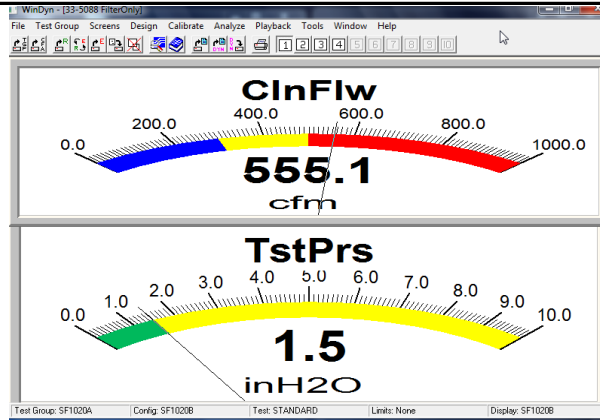 WinDyn - [33-5088 FilterOnly]
File Test Group Screens Design Calibrate Analyze Playback Tools Window Help
1 2 3 4 5 6 7 8 9 10
ClnFlw
0.0 200.0 400.0 600.0 800.0 1000.0
555.1
cfm
TstPrs
0.0 1.0 2.0 3.0 4.0 5.0 6.0 7.0 8.0 9.0 10.0
1.5
inH2O
Test Group: SF1020A Config: SF1020B Test: STANDARD Limits: None Display: SF1020B